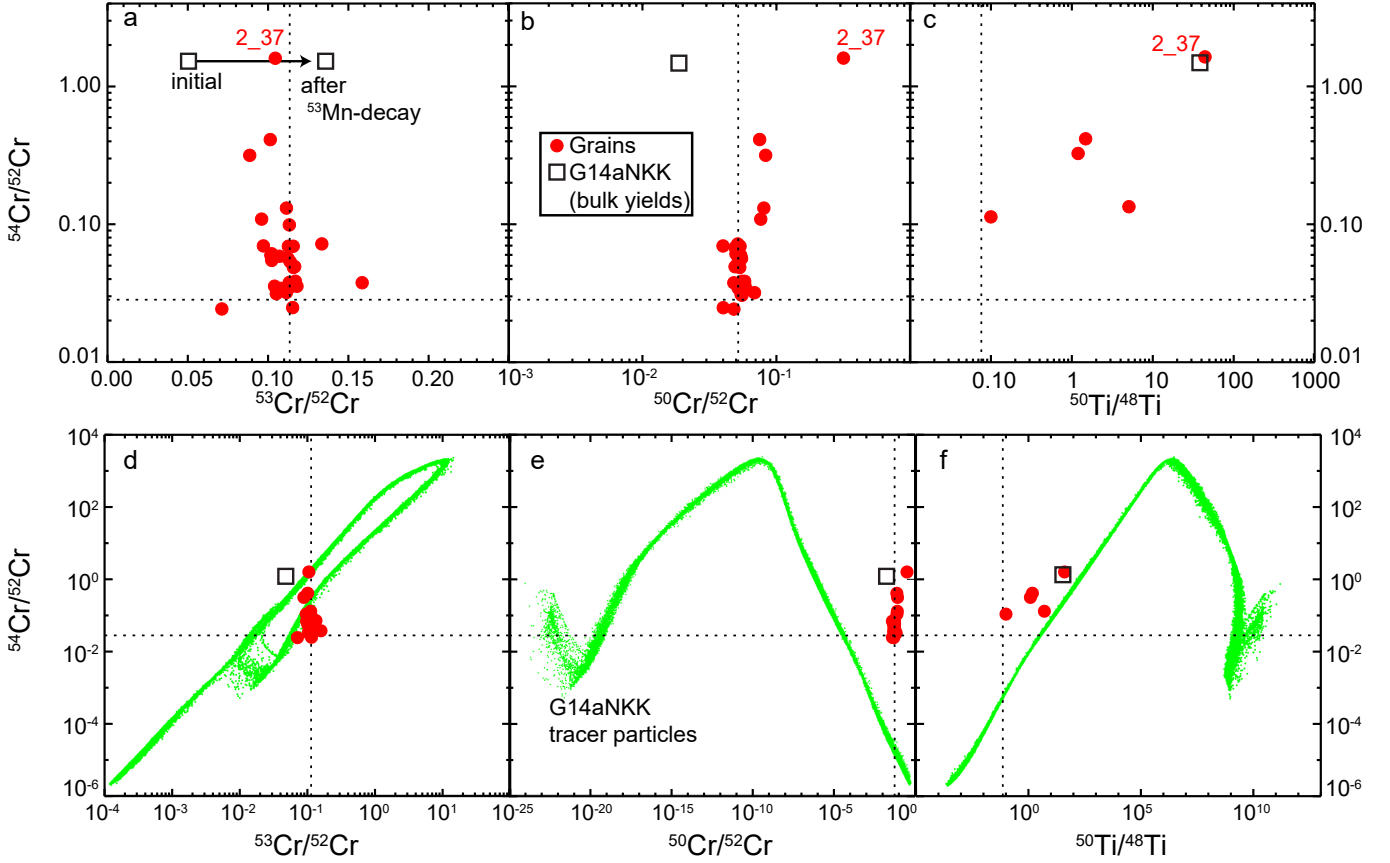 a
2_37
initial
after
⁵³Mn-decay
⁵⁴Cr/⁵²Cr
1.00
0.10
0.01
0.00
0.05
0.10
0.15
0.20
⁵³Cr/⁵²Cr
b
2_37
Grains
G14aNKK
(bulk yields)
10⁻³
10⁻²
10⁻¹
⁵⁰Cr/⁵²Cr
c
2_37
1.00
0.10
0.01
0.10
1
10
100
1000
⁵⁰Ti/⁴⁸Ti
d
⁵⁴Cr/⁵²Cr
10⁴
10²
10⁰
10⁻²
10⁻⁴
10⁻⁶
10⁻⁴
10⁻³
10⁻²
10⁻¹
10⁰
10¹
⁵³Cr/⁵²Cr
e
G14aNKK
tracer particles
10⁻²⁵
10⁻²⁰
10⁻¹⁵
10⁻¹⁰
10⁻⁵
10⁰
⁵⁰Cr/⁵²Cr
f
10⁴
10²
10⁰
10⁻²
10⁻⁴
10⁻⁶
10⁰
10⁵
10¹⁰
⁵⁰Ti/⁴⁸Ti